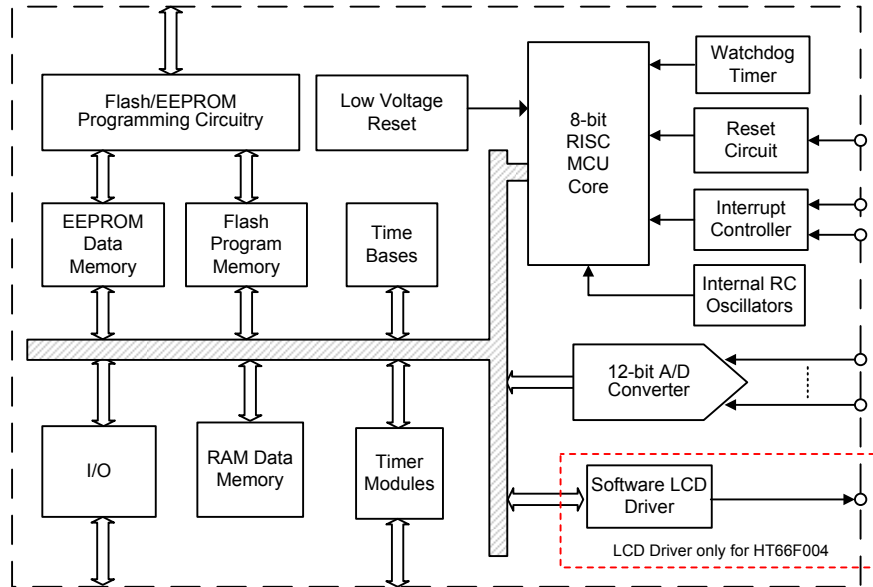 Flash/EEPROM
Programming Circuitry
Low Voltage
Reset
8-bit
RISC
MCU
Core
Watchdog
Timer
Reset
Circuit
Interrupt
Controller
Internal RC
Oscillators
EEPROM
Data
Memory
Flash
Program
Memory
Time
Bases
12-bit A/D
Converter
I/O
RAM Data
Memory
Timer
Modules
Software LCD
Driver
LCD Driver only for HT66F004